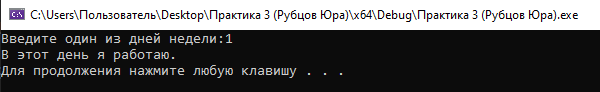 C:\Users\Пользователь\Desktop\Практика 3 (Рубцов Юра)\x64\Debug\Практика 3 (Рубцов Юра).exe
Введите один из дней недели:1
В этот день я работаю.
Для продолжения нажмите любую клавишу . . .